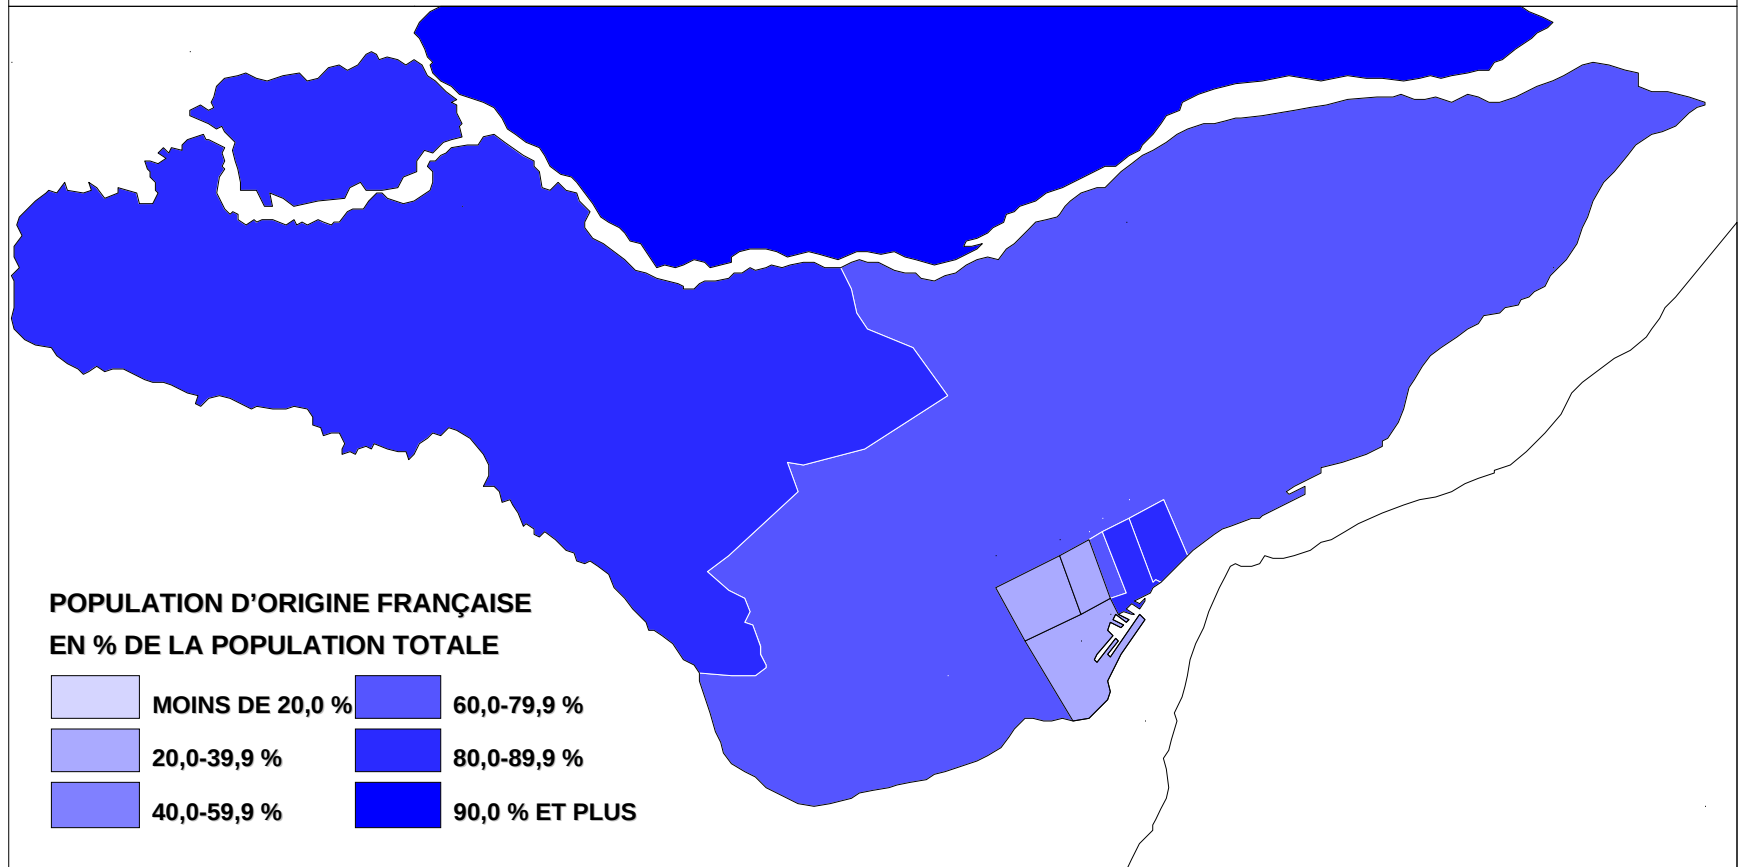 POPULATION D’ORIGINE FRANÇAISE
EN % DE LA POPULATION TOTALE
MOINS DE 20,0 %
20,0-39,9 %
40,0-59,9 %
60,0-79,9 %
80,0-89,9 %
90,0 % ET PLUS